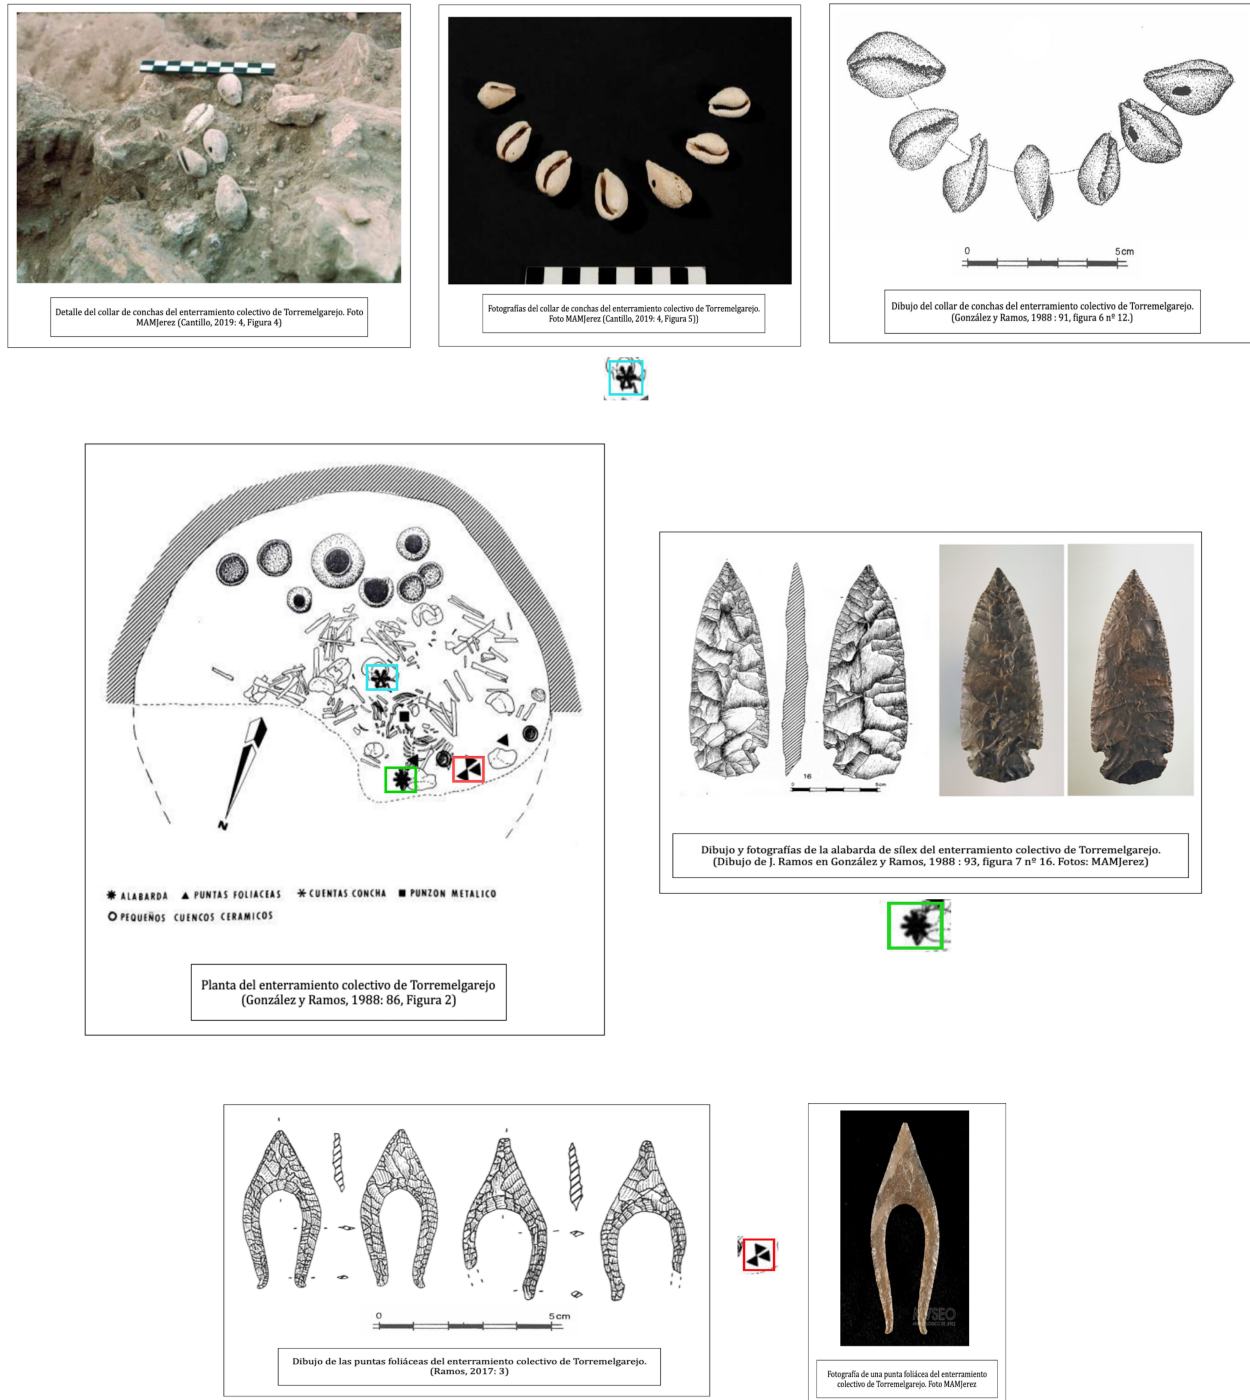 Detalle del collar de conchas del enterramiento colectivo de Torremelgarejo. Foto
MAMJerez (Cantillo, 2019: 4, Figura 4)
Fotografías del collar de conchas del enterramiento colectivo de Torremelgarejo.
Foto MAMJerez (Cantillo, 2019: 4, Figura 5))
0 5cm
Dibujo del collar de conchas del enterramiento colectivo de Torremelgarejo.
(González y Ramos, 1988 : 91, figura 6 nº 12.)
N
ALABARDA PUNTAS FOLIACEAS CUENTAS CONCHA PUNZON METALICO
PEQUEÑOS CUENCOS CERAMICOS
Planta del enterramiento colectivo de Torremelgarejo
(González y Ramos, 1988: 86, Figura 2)
16
0 5cm
Dibujo y fotografías de la alabarda de sílex del enterramiento colectivo de Torremelgarejo.
(Dibujo de J. Ramos en González y Ramos, 1988 : 93, figura 7 nº 16. Fotos: MAMJerez)
0 5cm
Dibujo de las puntas foliáceas del enterramiento colectivo de Torremelgarejo.
(Ramos, 2017: 3)
MUSEO
Fotografía de una punta foliácea del enterramiento
colectivo de Torremelgarejo. Foto MAMJerez